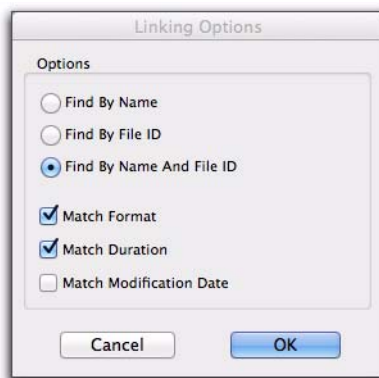 Linking Options
Options
Find By Name
Find By File ID
Find By Name And File ID
Match Format
Match Duration
Match Modification Date
Cancel OK